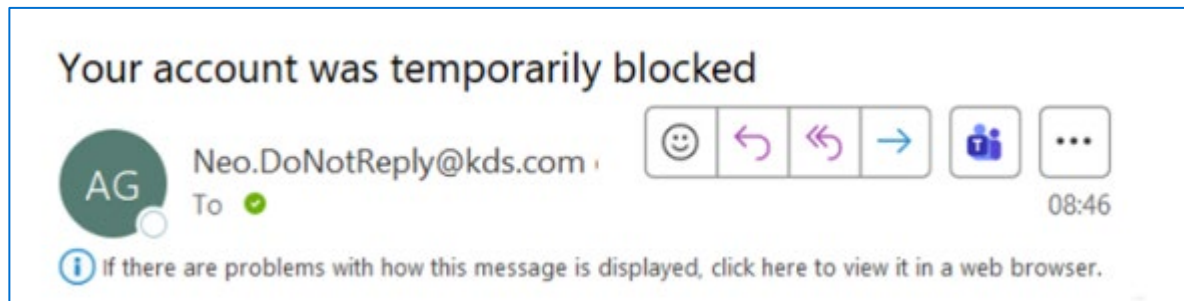 Your account was temporarily blocked
AG
Neo.DoNotReply@kds.com
To
08:46
If there are problems with how this message is displayed, click here to view it in a web browser.